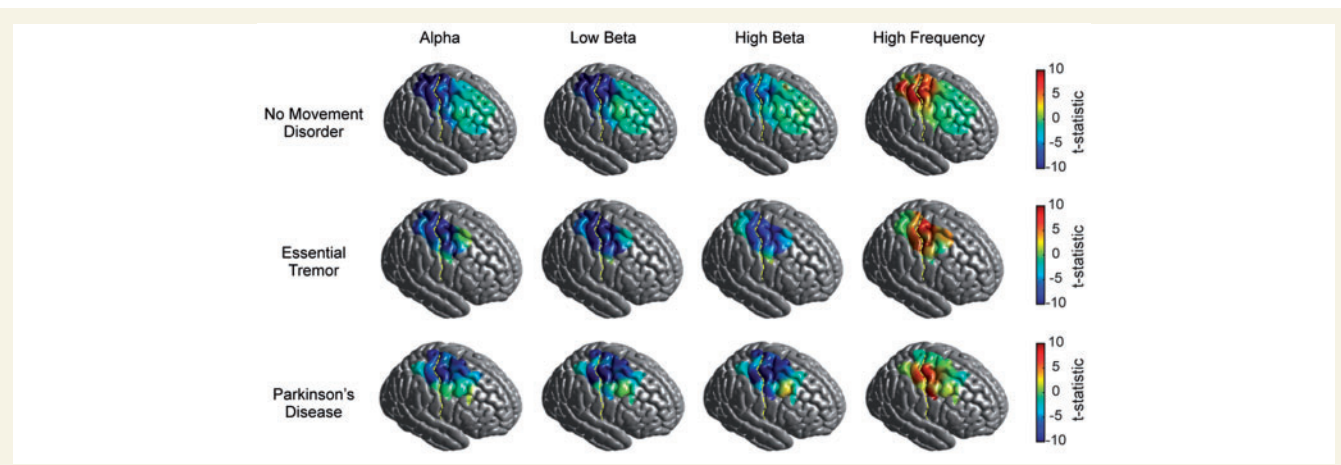 Alpha Low Beta High Beta High Frequency
No Movement
Disorder
10
5
0
-5
-10
t-statistic
Essential
Tremor
10
5
0
-5
-10
t-statistic
Parkinson's
Disease
10
5
0
-5
-10
t-statistic